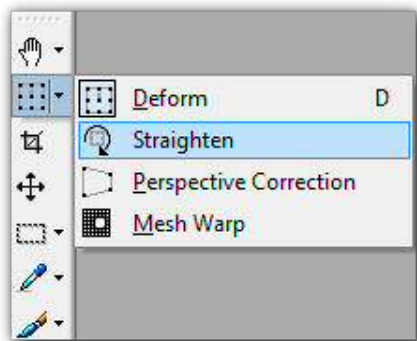 Deform D
Straighten
Perspective Correction
Mesh Warp